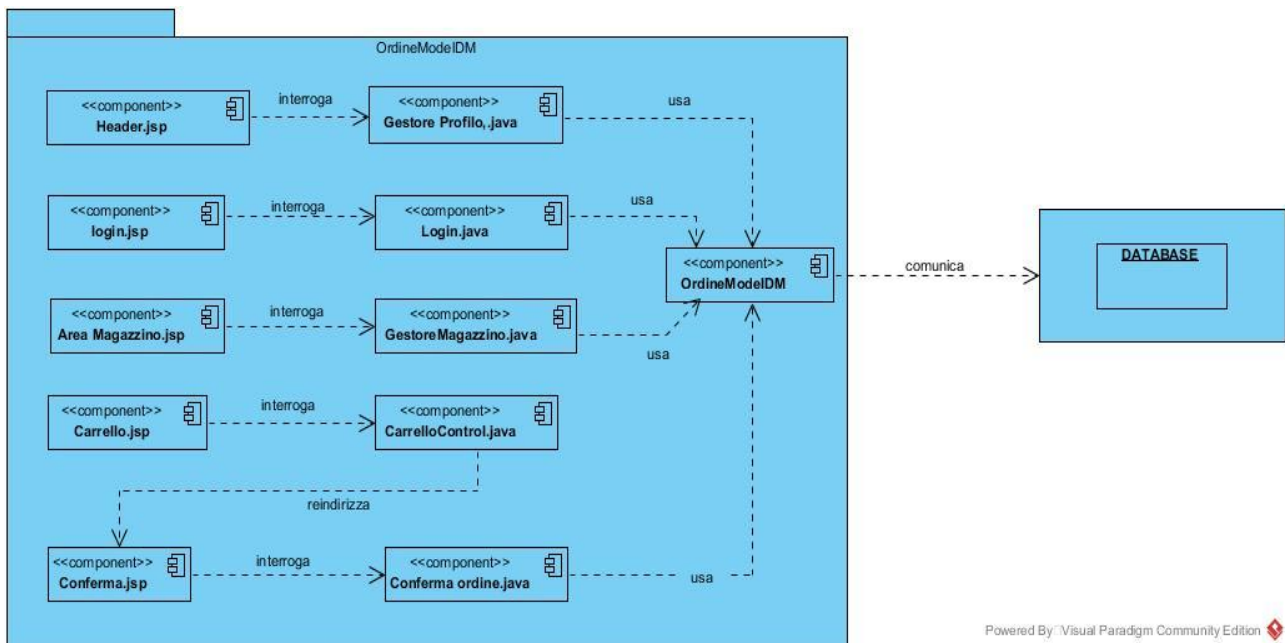 OrdineModelDM
<<component>>
Header.jsp
interroga
<<component>>
Gestore Profilo,.java
usa
<<component>>
login.jsp
interroga
<<component>>
Login.java
usa
<<component>>
OrdineModelDM
comunica
DATABASE
<<component>>
Area Magazzino.jsp
interroga
<<component>>
GestoreMagazzino.java
usa
<<component>>
Carrello.jsp
interroga
<<component>>
CarrelloControl.java
reindirizza
<<component>>
Conferma.jsp
interroga
<<component>>
Conferma ordine.java
usa
Powered By Visual Paradigm Community Edition